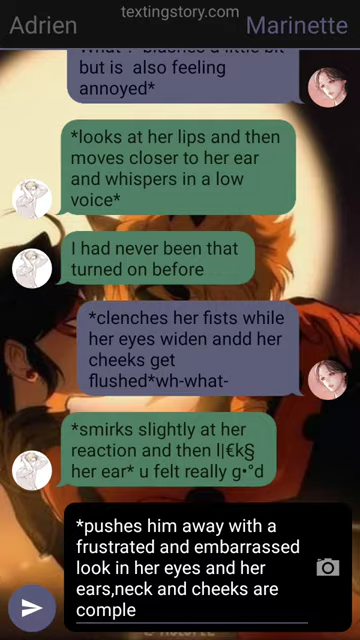 textingstory.com
Adrien Marinette
What-? *blushes a little bit
but is also feeling
annoyed*
*looks at her lips and then
moves closer to her ear
and whispers in a low
voice*
I had never been that
turned on before
*clenches her fists while
her eyes widen andd her
cheeks get
flushed*wh-what-
*smirks slightly at her
reaction and then l|€k§
her ear* u felt really g•°d
*pushes him away with a
frustrated and embarrassed
look in her eyes and her
ears,neck and cheeks are
comple